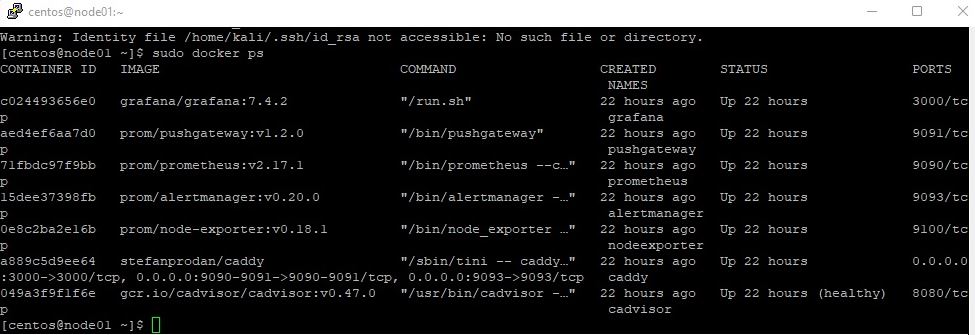 centos@node01:~
Warning: Identity file /home/kali/.ssh/id_rsa not accessible: No such file or directory.
[centos@node01 ~]$ sudo docker ps
CONTAINER ID   IMAGE                              COMMAND                  CREATED        STATUS                  PORTS
NAMES
c024493656e0   grafana/grafana:7.4.2              "/run.sh"                22 hours ago   Up 22 hours             3000/tc
p                                                                           grafana
aed4ef6aa7d0   prom/pushgateway:v1.2.0            "/bin/pushgateway"       22 hours ago   Up 22 hours             9091/tc
p                                                                           pushgateway
71fbdc97f9bb   prom/prometheus:v2.17.1            "/bin/prometheus --c…"   22 hours ago   Up 22 hours             9090/tc
p                                                                           prometheus
15dee37398fb   prom/alertmanager:v0.20.0          "/bin/alertmanager -…"   22 hours ago   Up 22 hours             9093/tc
p                                                                           alertmanager
0e8c2ba2e16b   prom/node-exporter:v0.18.1         "/bin/node_exporter …"   22 hours ago   Up 22 hours             9100/tc
p                                                                           nodeexporter
a889c5d9ee64   stefanprodan/caddy                 "/sbin/tini -- caddy…"   22 hours ago   Up 22 hours             0.0.0.0
:3000->3000/tcp, 0.0.0.0:9090-9091->9090-9091/tcp, 0.0.0.0:9093->9093/tcp   caddy
049a3f9f1f6e   gcr.io/cadvisor/cadvisor:v0.47.0   "/usr/bin/cadvisor -…"   22 hours ago   Up 22 hours (healthy)   8080/tc
p                                                                           cadvisor
[centos@node01 ~]$